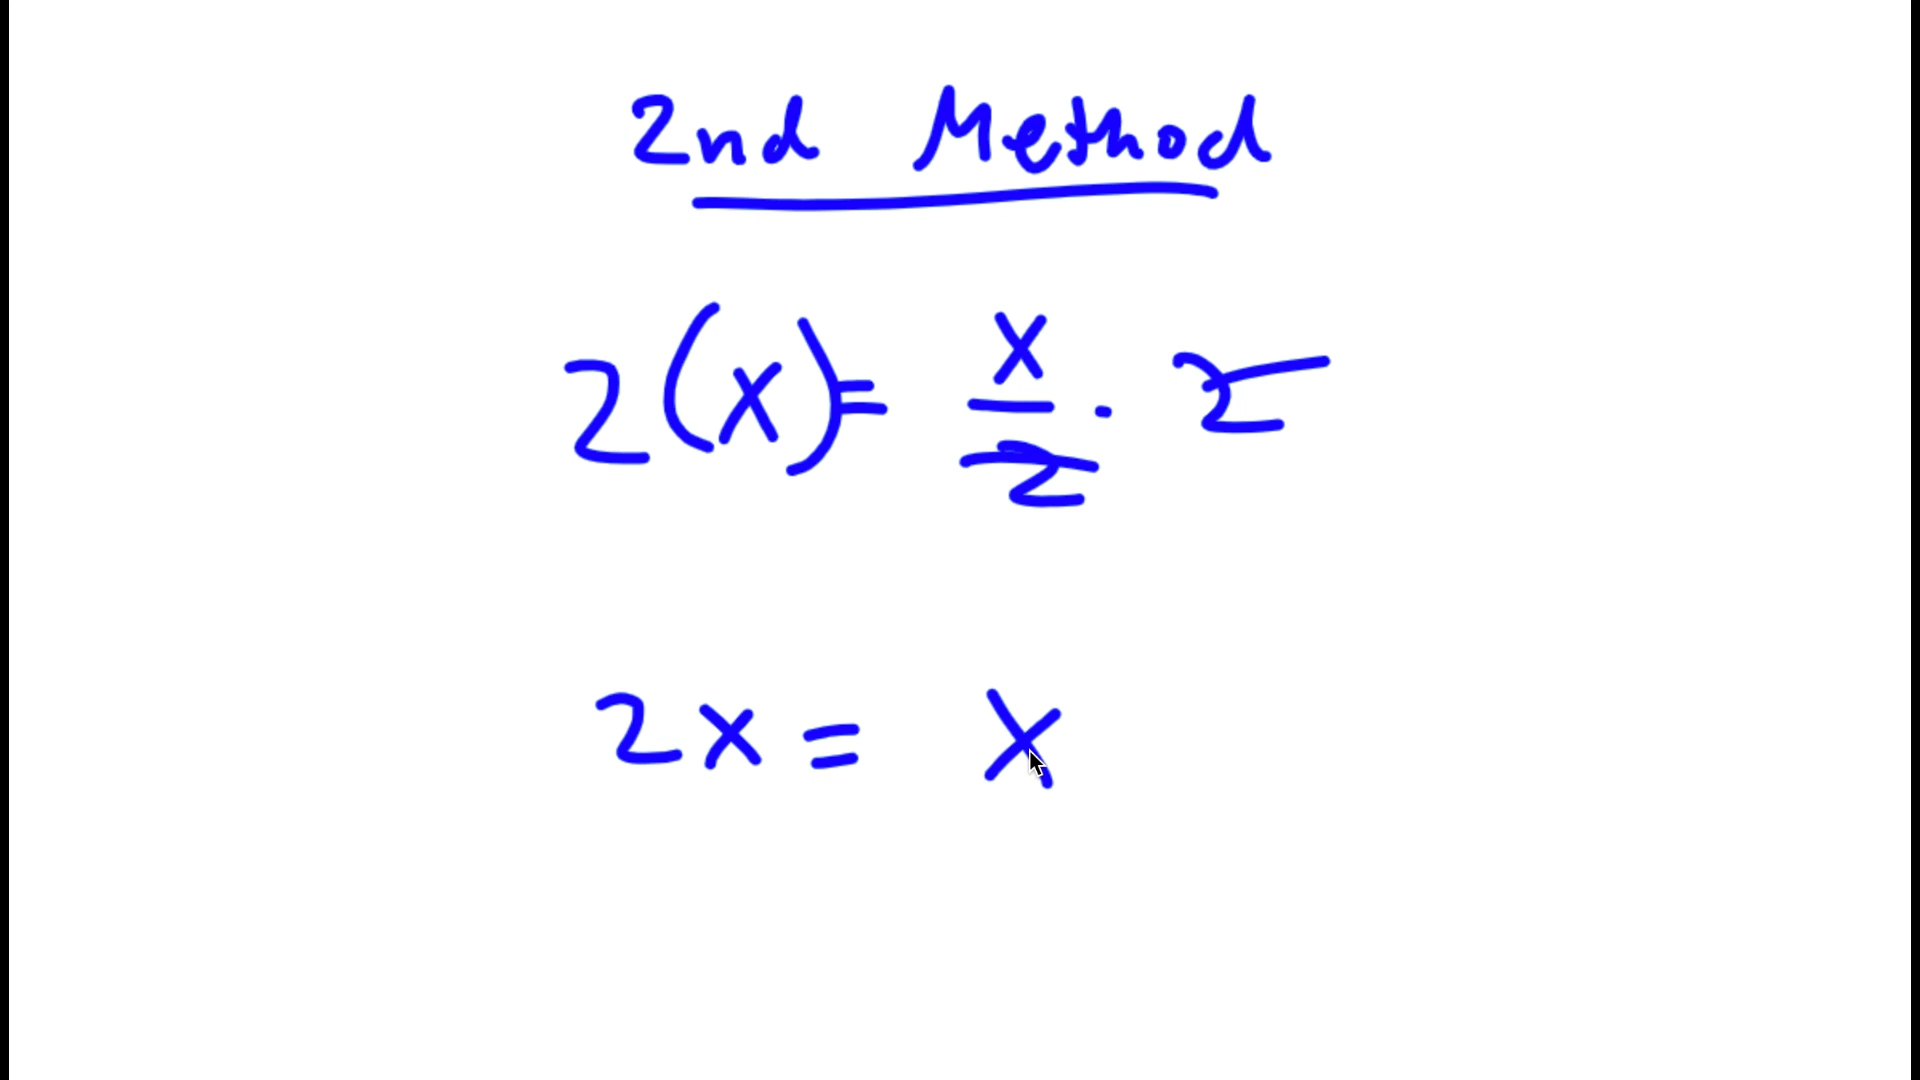 2nd Method
2(x) = x/2 · 2
2x = x